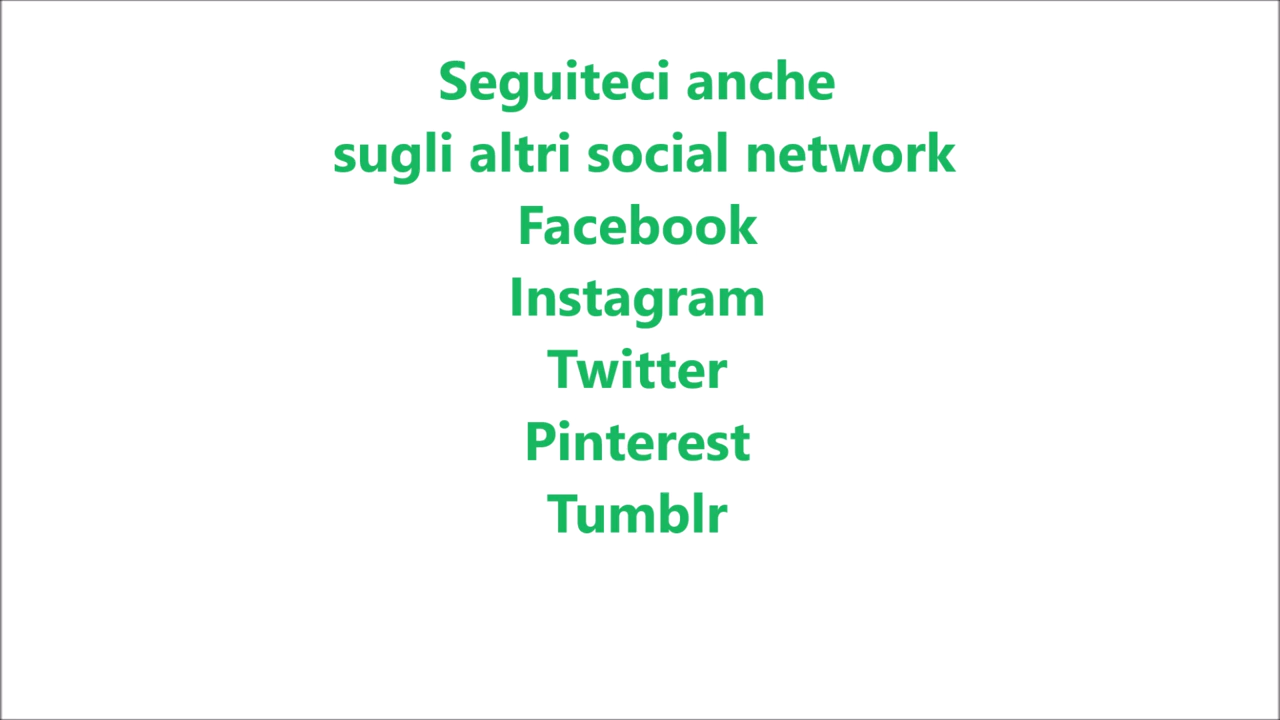 Seguiteci anche
sugli altri social network
Facebook
Instagram
Twitter
Pinterest
Tumblr